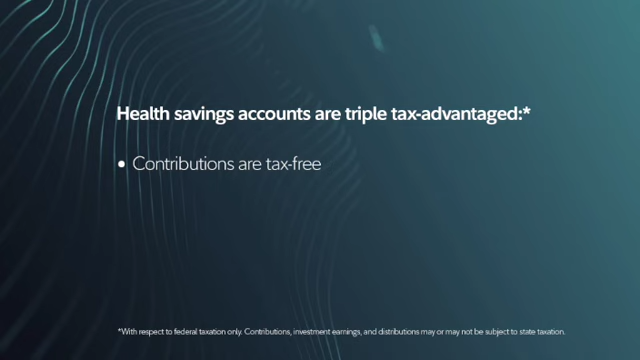 Health savings accounts are triple tax-advantaged:*
• Contributions are tax-free
*With respect to federal taxation only. Contributions, investment earnings, and distributions may or may not be subject to state taxation.